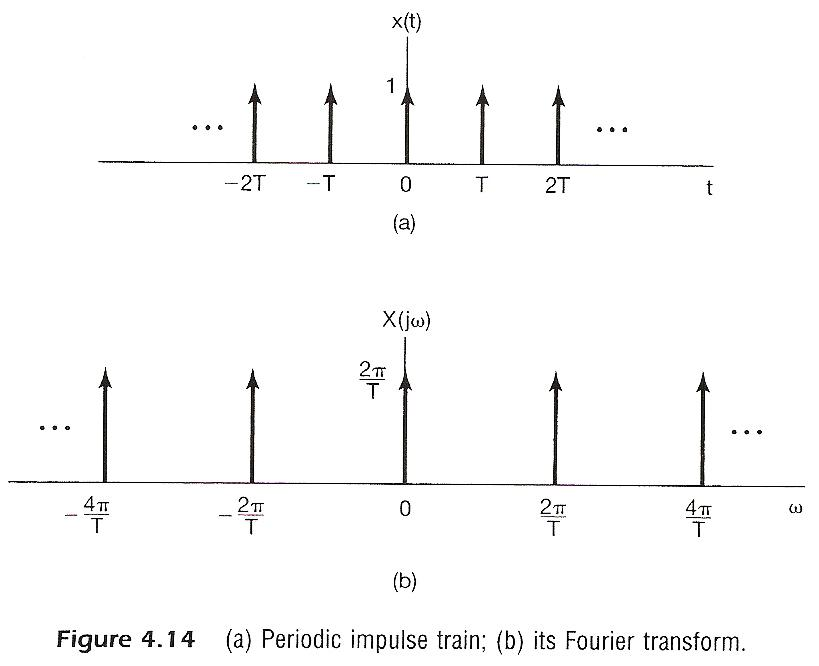 x(t)
1
... ...
−2T −T 0 T 2T t
(a)
X(jω)
2π
T
... ...
− 4π − 2π 0 2π 4π ω
T T T T
(b)
Figure 4.14 (a) Periodic impulse train; (b) its Fourier transform.